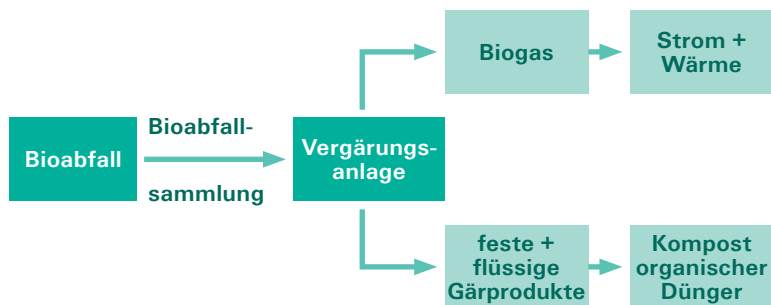 Bioabfall
Bioabfall-
sammlung
Vergärungs-
anlage
Biogas
Strom +
Wärme
feste +
flüssige
Gärprodukte
Kompost
organischer
Dünger